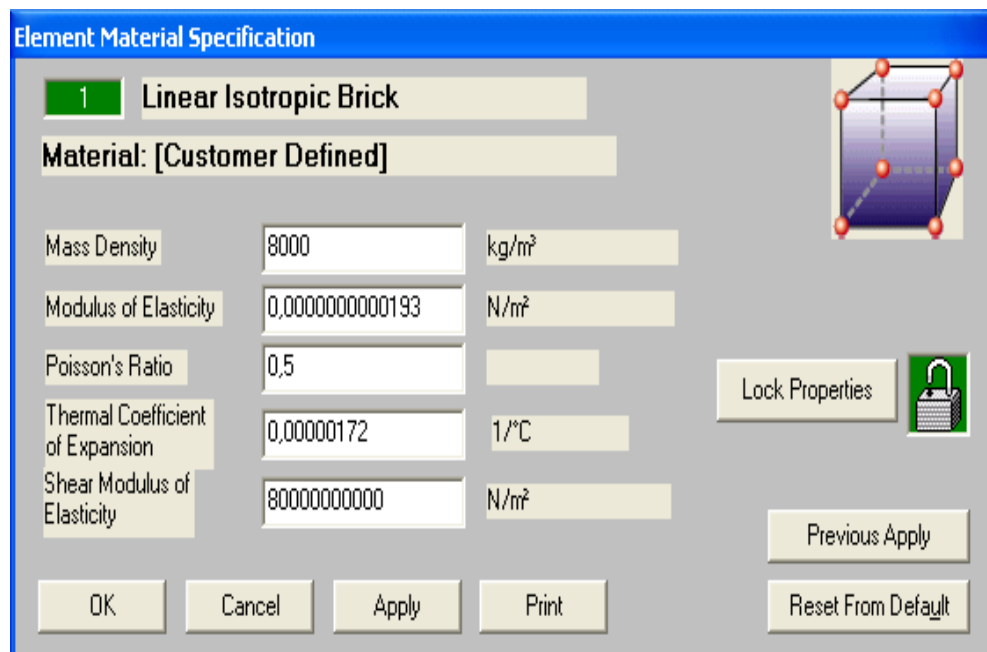 Element Material Specification
1 Linear Isotropic Brick
Material: [Customer Defined]
Mass Density 8000 kg/m³
Modulus of Elasticity 0,0000000000193 N/m²
Poisson's Ratio 0,5
Lock Properties
Thermal Coefficient
of Expansion 0,00000172 1/°C
Shear Modulus of
Elasticity 80000000000 N/m²
Previous Apply
OK Cancel Apply Print Reset From Default